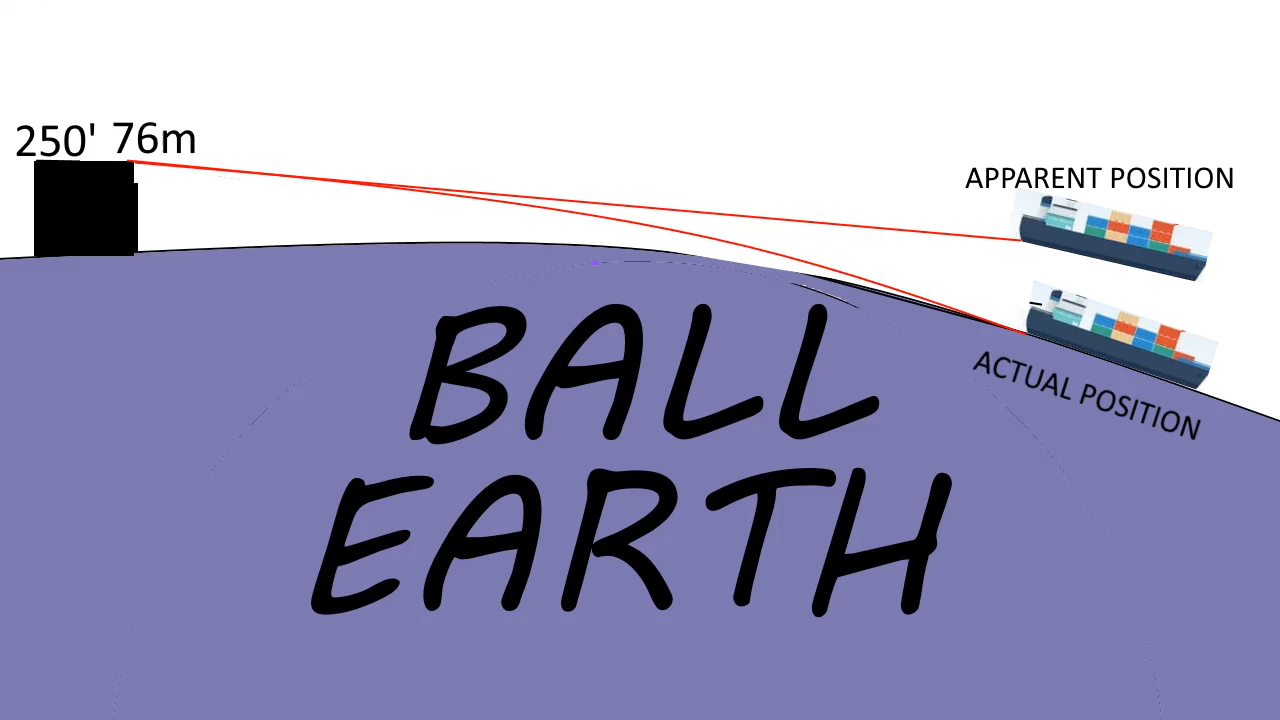 250' 76m
APPARENT POSITION
ACTUAL POSITION
BALL
EARTH